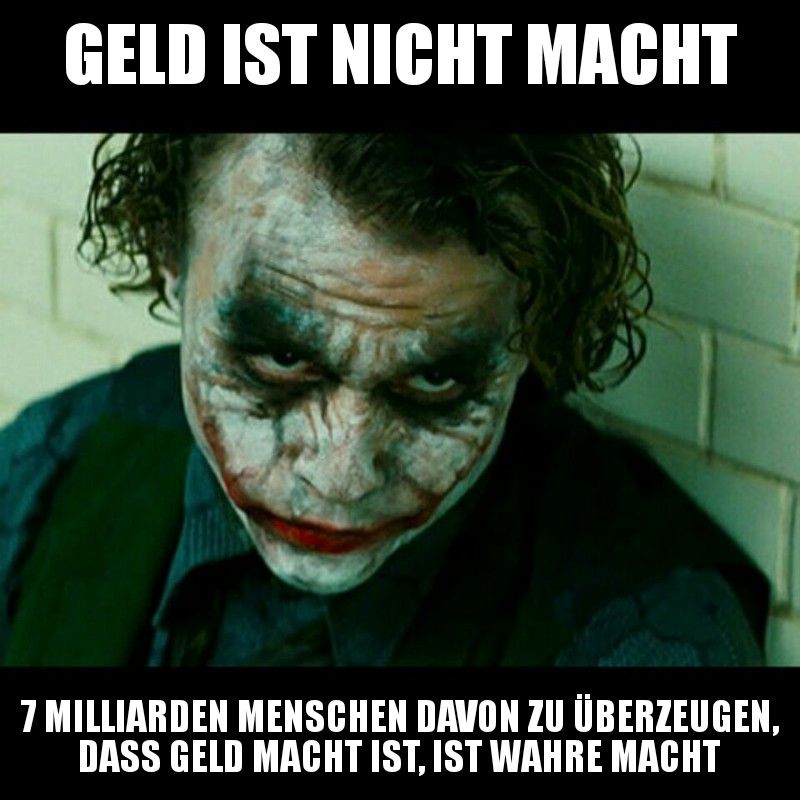 GELD IST NICHT MACHT
7 MILLIARDEN MENSCHEN DAVON ZU ÜBERZEUGEN,
DASS GELD MACHT IST, IST WAHRE MACHT